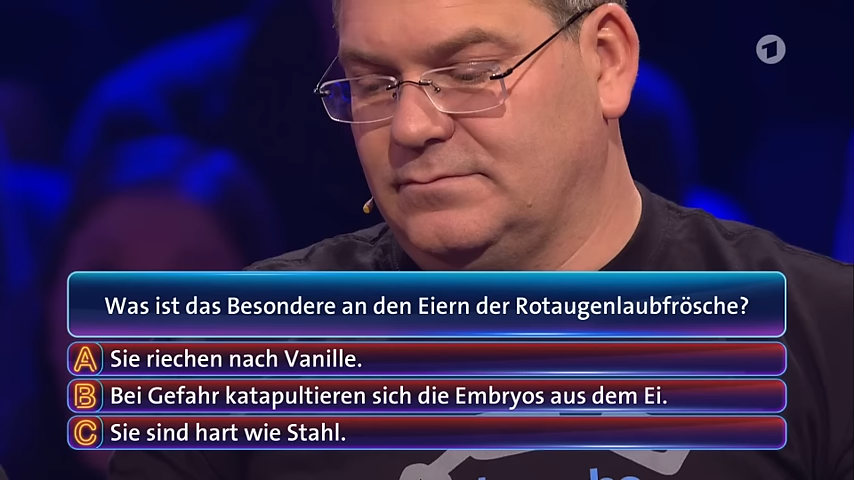 1
Was ist das Besondere an den Eiern der Rotaugenlaubfrösche?
A Sie riechen nach Vanille.
B Bei Gefahr katapultieren sich die Embryos aus dem Ei.
C Sie sind hart wie Stahl.